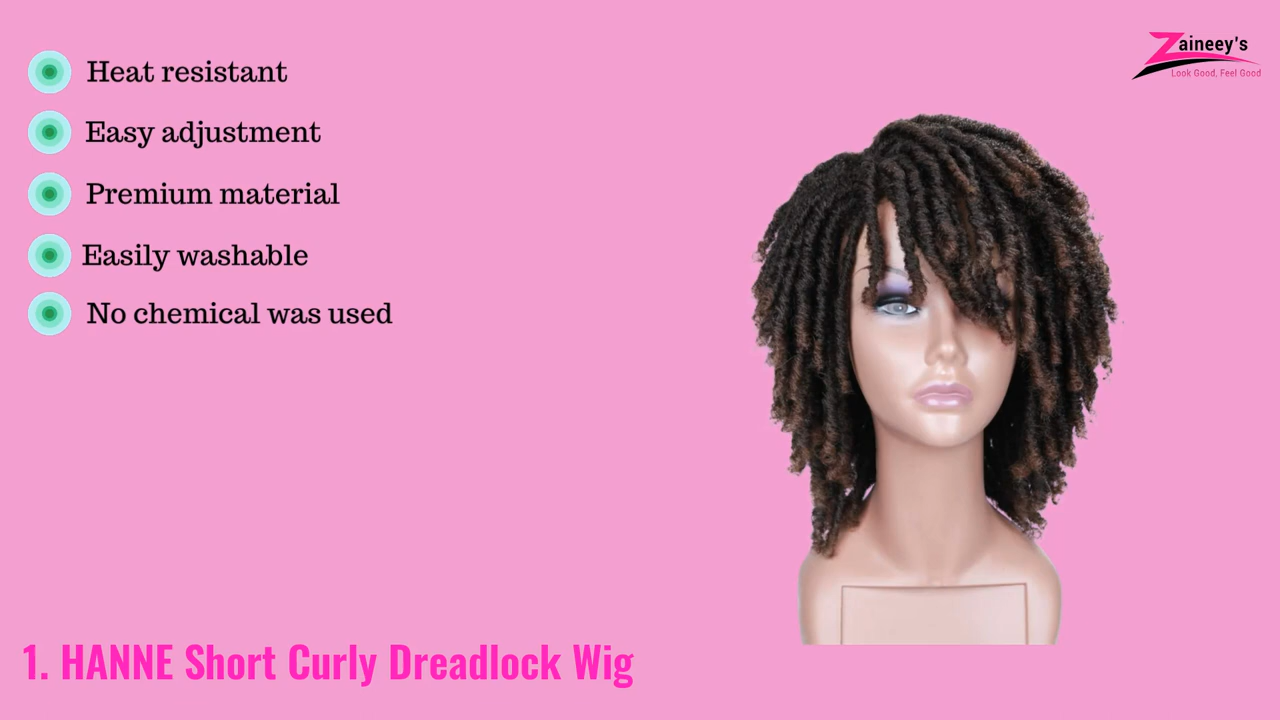 Heat resistant
Easy adjustment
Premium material
Easily washable
No chemical was used
Zaineey's
Look Good, Feel Good
1. HANNE Short Curly Dreadlock Wig